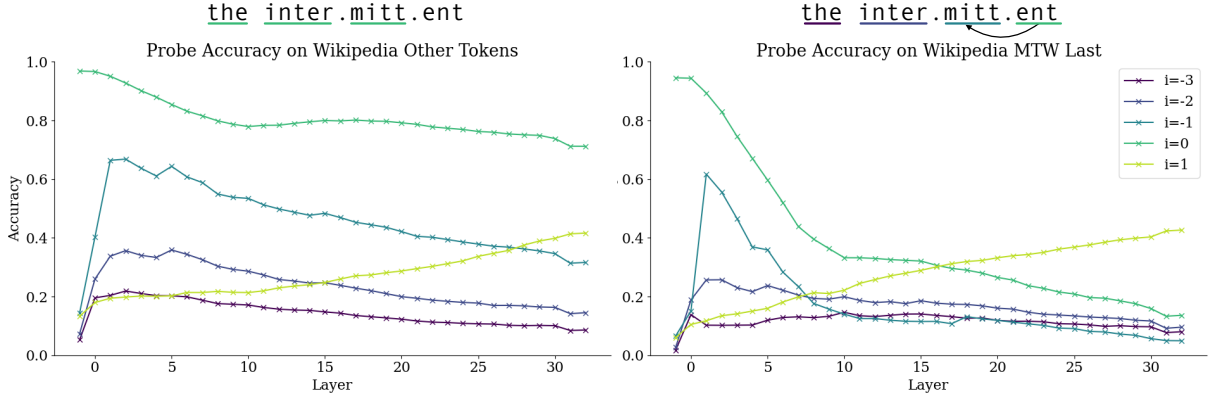 the inter.mitt.ent
Probe Accuracy on Wikipedia Other Tokens
1.0
0.8
0.6
0.4
0.2
0.0
Accuracy
0 5 10 15 20 25 30
Layer
the inter.mitt.ent
Probe Accuracy on Wikipedia MTW Last
1.0
0.8
0.6
0.4
0.2
0.0
0 5 10 15 20 25 30
Layer
i=-3
i=-2
i=-1
i=0
i=1